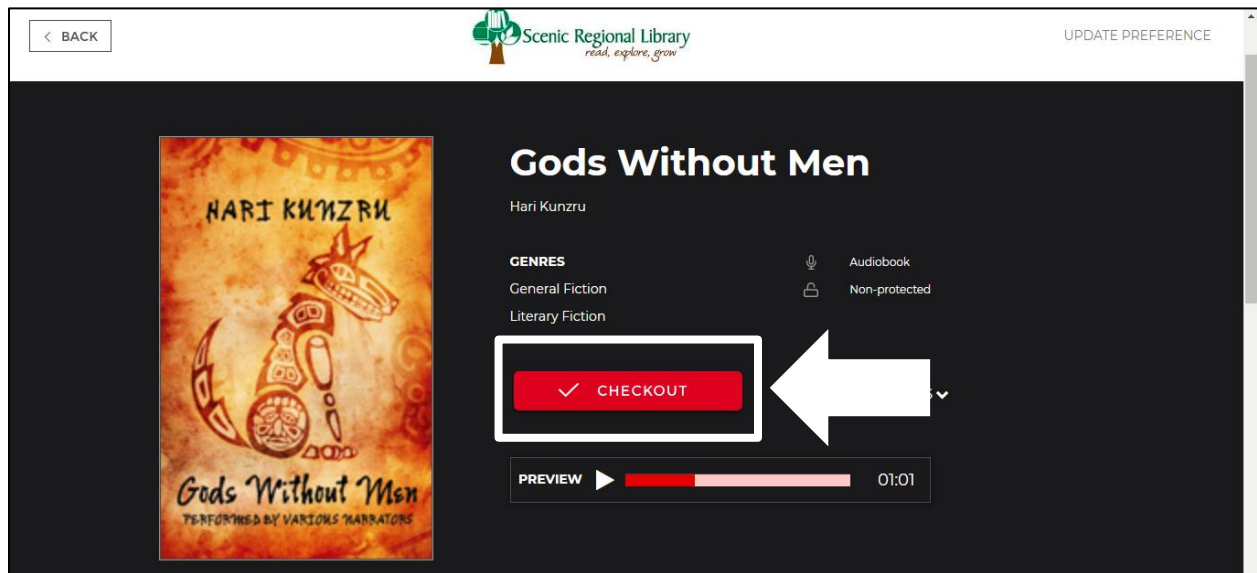 < BACK
Scenic Regional Library
read, explore, grow
UPDATE PREFERENCE
HARI KUNZRU
Gods Without Men
PERFORMED BY VARIOUS NARRATORS
Gods Without Men
Hari Kunzru
GENRES
General Fiction
Literary Fiction
Audiobook
Non-protected
CHECKOUT
PREVIEW
01:01